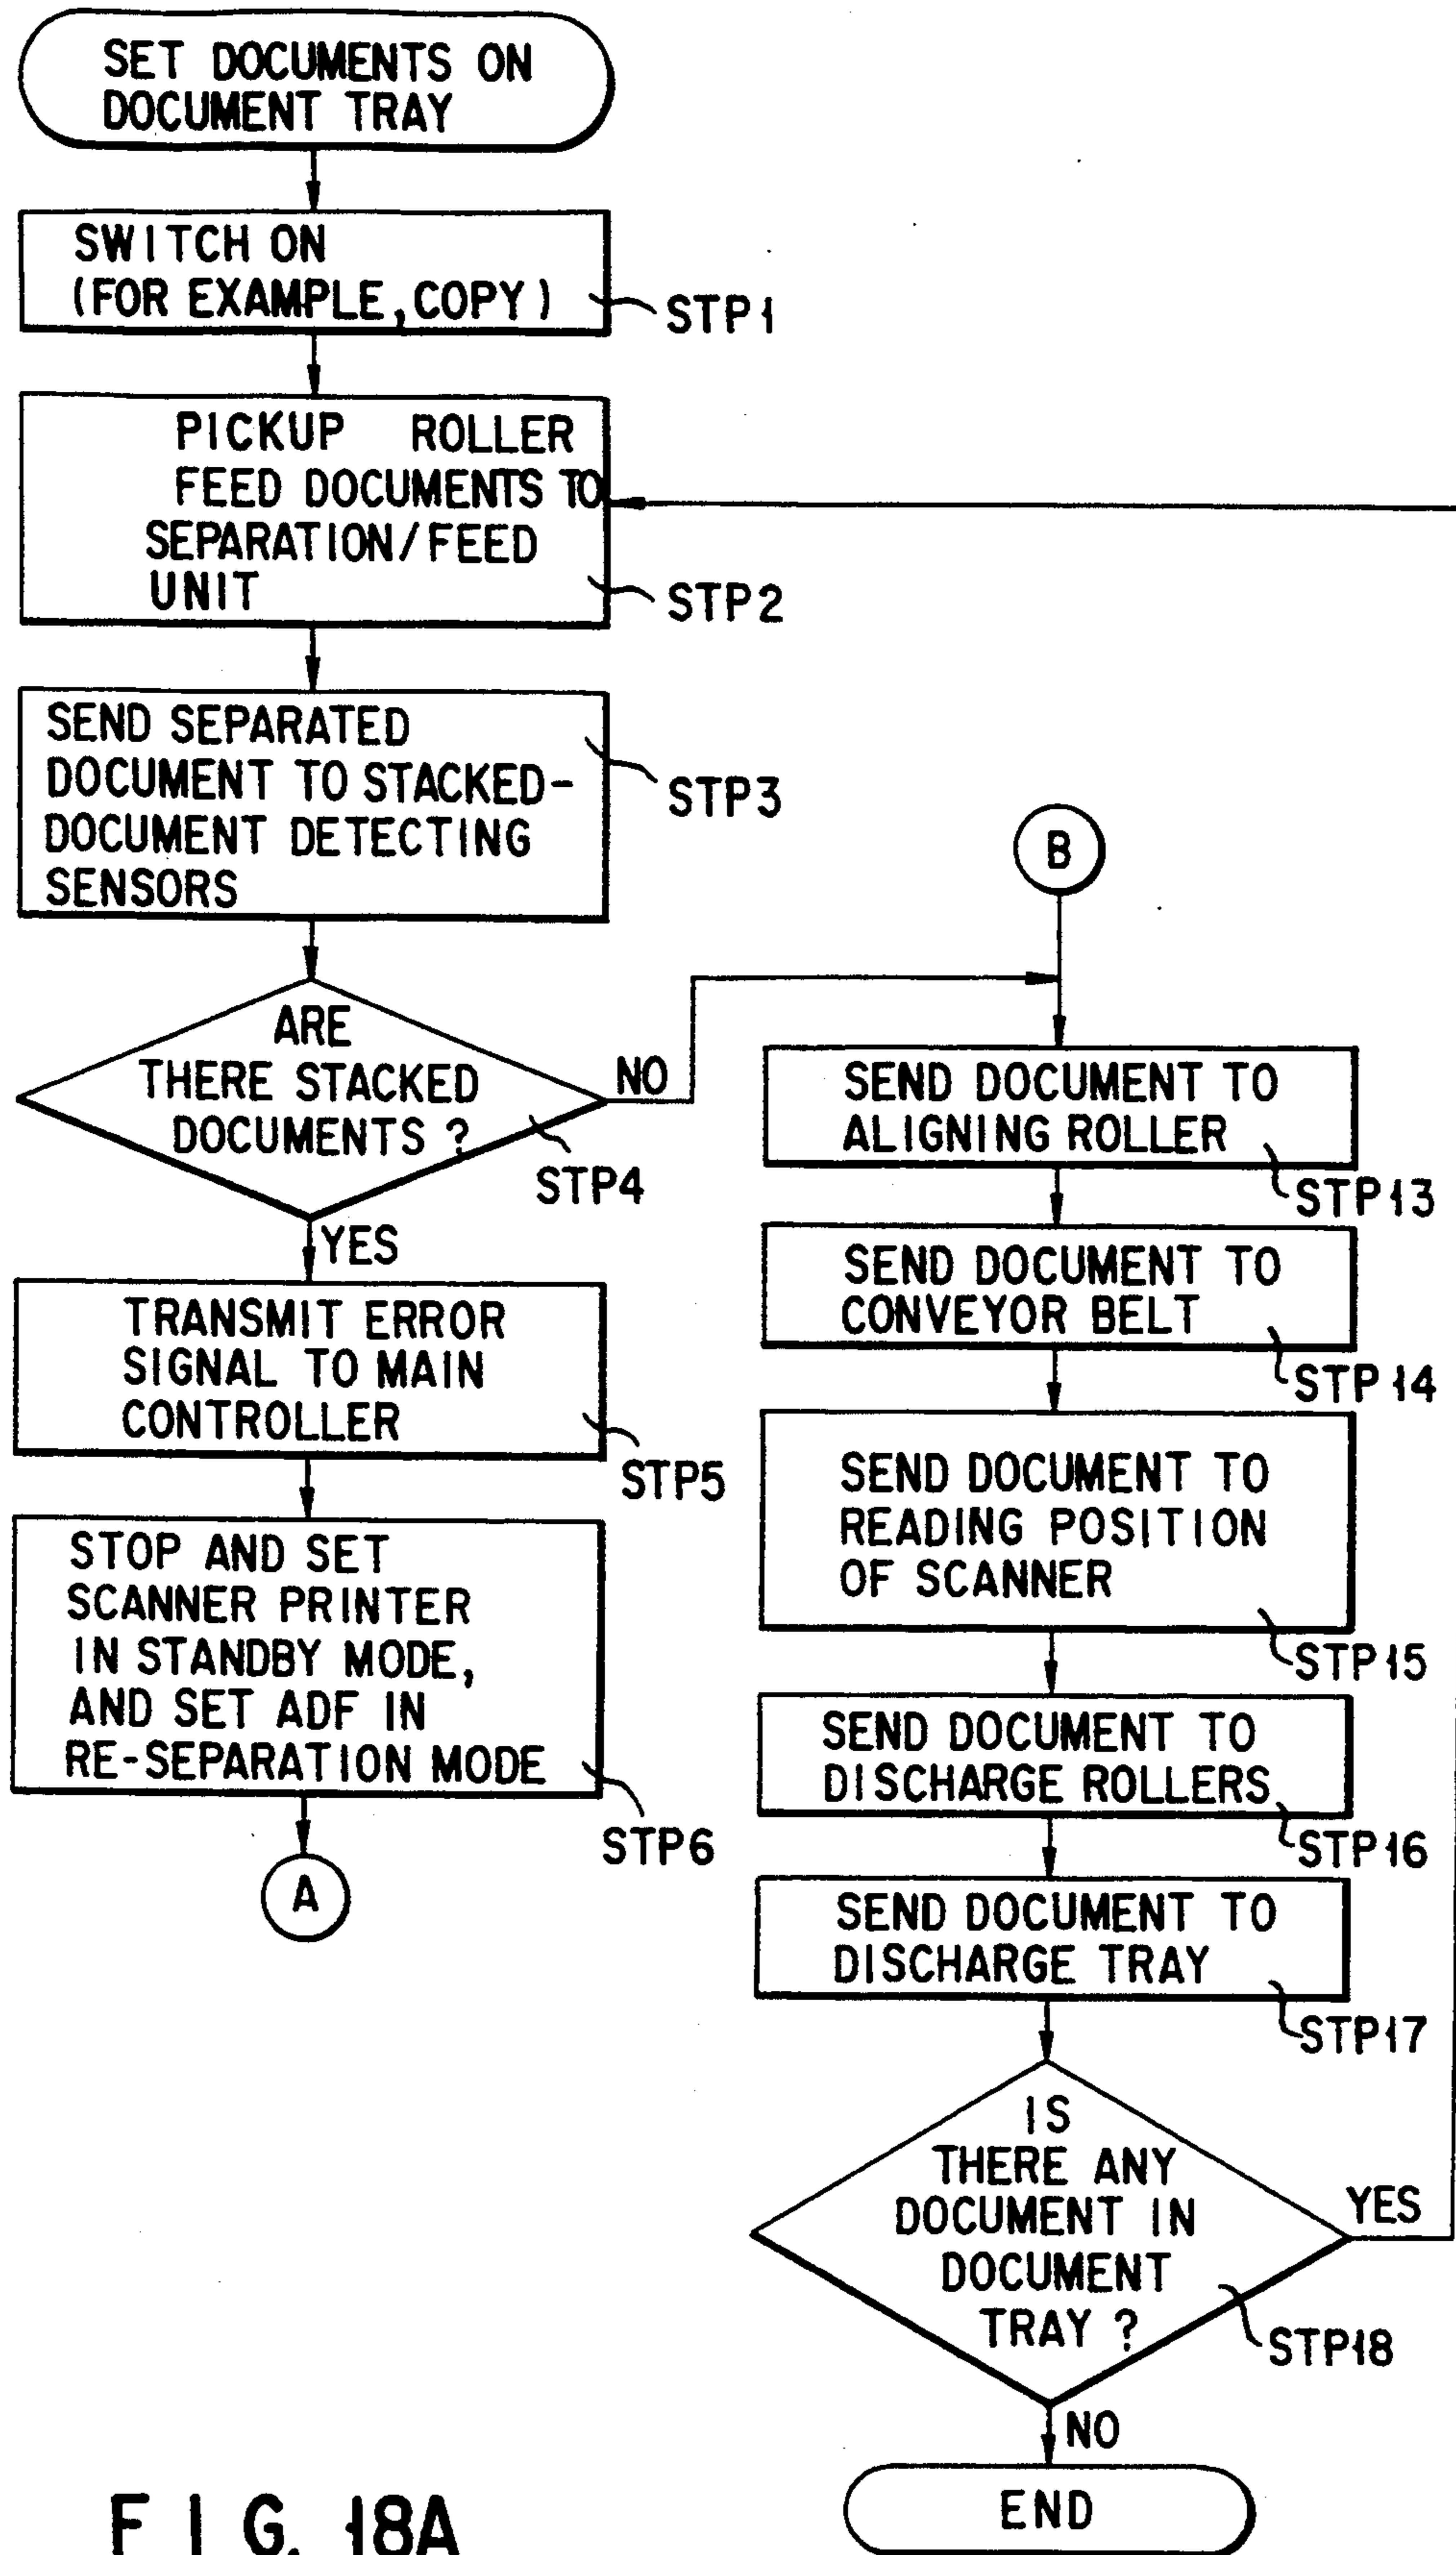 SET DOCUMENTS ON
DOCUMENT TRAY
SWITCH ON
(FOR EXAMPLE, COPY)
STP1
PICKUP ROLLER
FEED DOCUMENTS TO
SEPARATION/FEED
UNIT
STP2
SEND SEPARATED
DOCUMENT TO STACKED-
DOCUMENT DETECTING
SENSORS
STP3
ARE
THERE STACKED
DOCUMENTS ?
NO
STP4
YES
TRANSMIT ERROR
SIGNAL TO MAIN
CONTROLLER
STP5
STOP AND SET
SCANNER PRINTER
IN STANDBY MODE,
AND SET ADF IN
RE-SEPARATION MODE
STP6
A
B
SEND DOCUMENT TO
ALIGNING ROLLER
STP13
SEND DOCUMENT TO
CONVEYOR BELT
STP14
SEND DOCUMENT TO
READING POSITION
OF SCANNER
STP15
SEND DOCUMENT TO
DISCHARGE ROLLERS
STP16
SEND DOCUMENT TO
DISCHARGE TRAY
STP17
IS
THERE ANY
DOCUMENT IN
DOCUMENT
TRAY ?
YES
STP18
NO
END
FIG. 18A